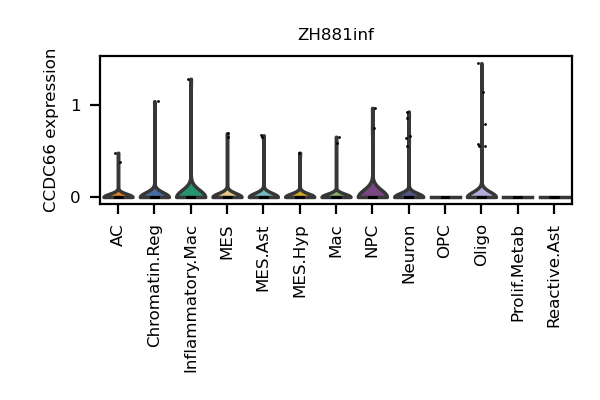 ZH881inf
CCDC66 expression
1
0
AC
Chromatin.Reg
Inflammatory.Mac
MES
MES.Ast
MES.Hyp
Mac
NPC
Neuron
OPC
Oligo
Prolif.Metab
Reactive.Ast